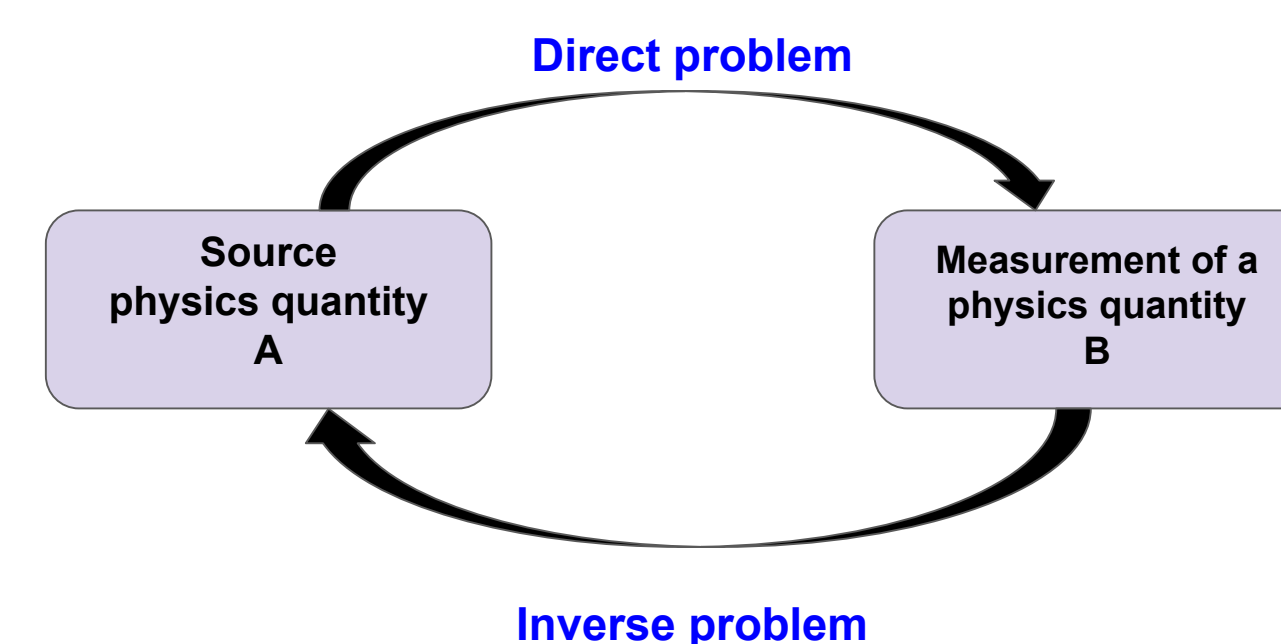 Direct problem
Source
physics quantity
A
Measurement of a
physics quantity
B
Inverse problem